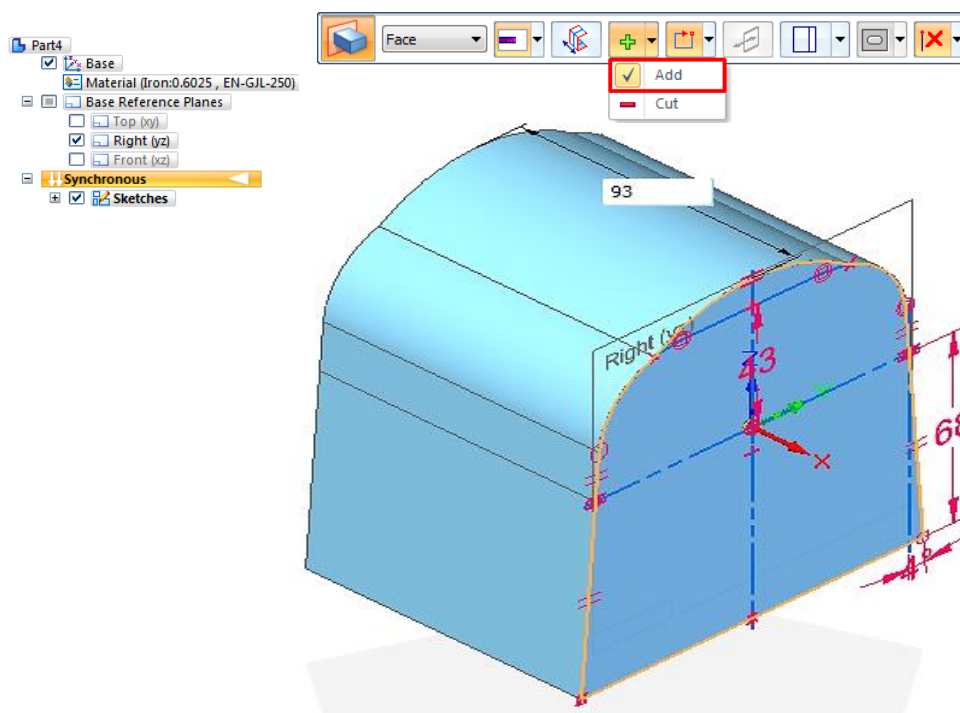 Face
Part4
Base
Material (Iron:0.6025 , EN-GJL-250)
Base Reference Planes
Top (xy)
Right (yz)
Front (xz)
Synchronous
Sketches
Add
Cut
93
Right
43
68
X